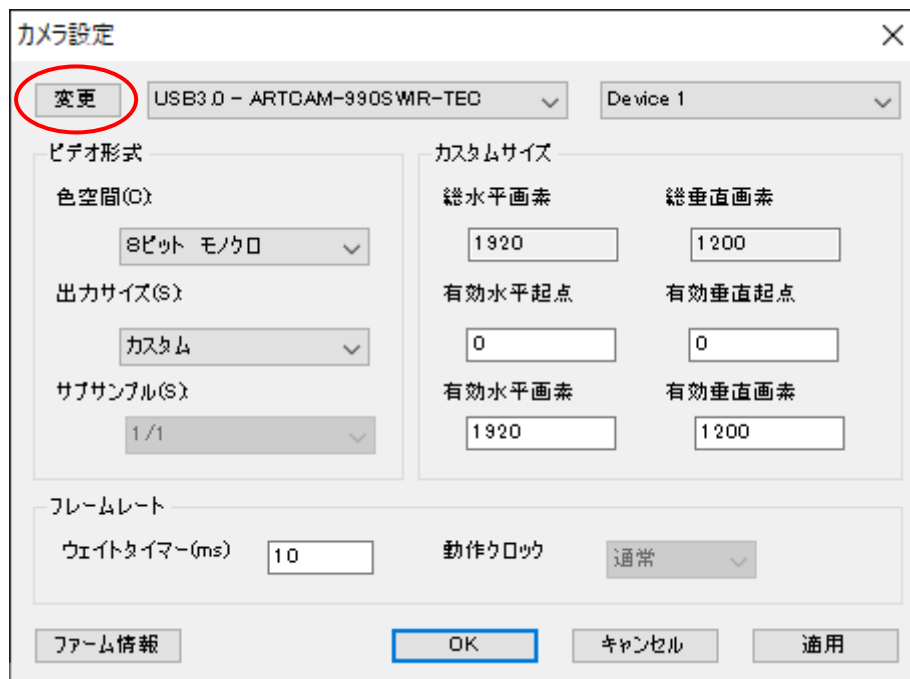 カメラ設定
変更 USB3.0 - ARTCAM-990SWIR-TEC Device 1
ビデオ形式 カスタムサイズ
色空間(C): 総水平画素 総垂直画素
8ビット モノクロ 1920 1200
出力サイズ(S): 有効水平起点 有効垂直起点
カスタム 0 0
サブサンプル(S): 有効水平画素 有効垂直画素
1/1 1920 1200
フレームレート
ウェイトタイマー(ms) 10 動作クロック 通常
ファーム情報 OK キャンセル 適用